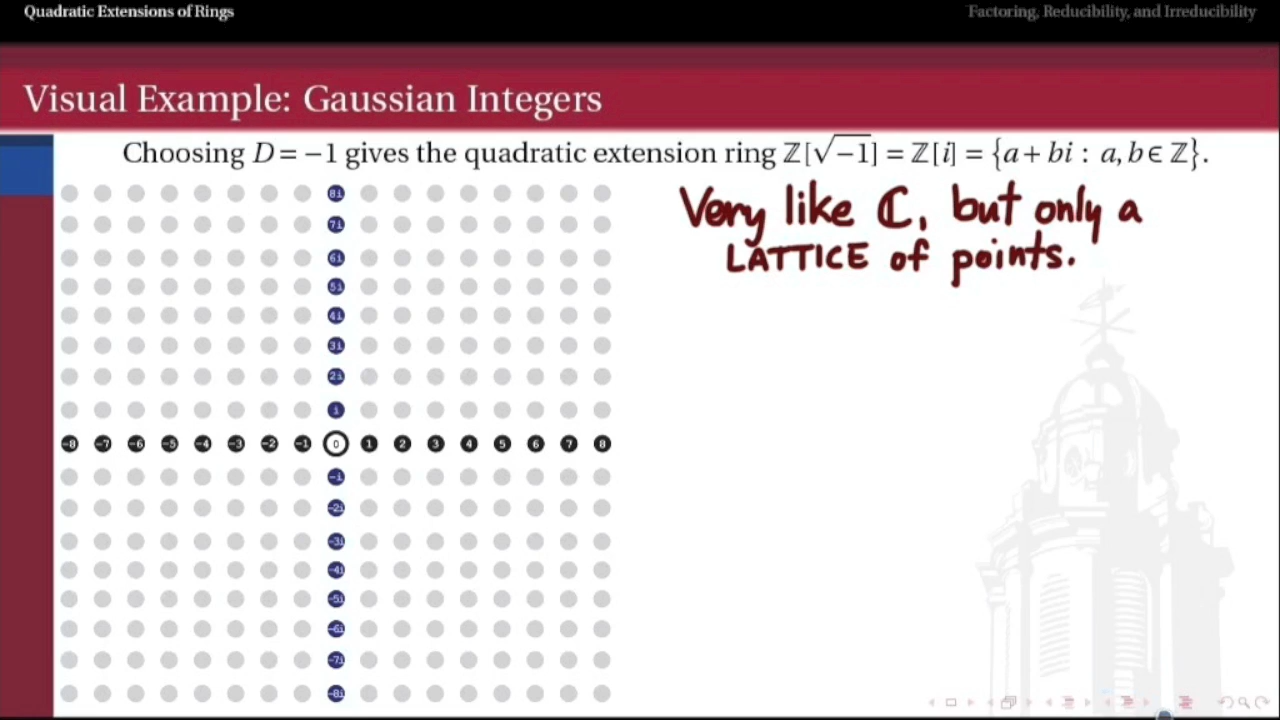 Quadratic Extensions of Rings
Factoring, Reducibility, and Irreducibility
Visual Example: Gaussian Integers
Choosing D = −1 gives the quadratic extension ring ℤ[√−1] = ℤ[i] = {a + bi : a, b ∈ ℤ}.
Very like ℂ, but only a
LATTICE of points.
8i
7i
6i
5i
4i
3i
2i
i
−8 −7 −6 −5 −4 −3 −2 −1 0 1 2 3 4 5 6 7 8
−i
−2i
−3i
−4i
−5i
−6i
−7i
−8i